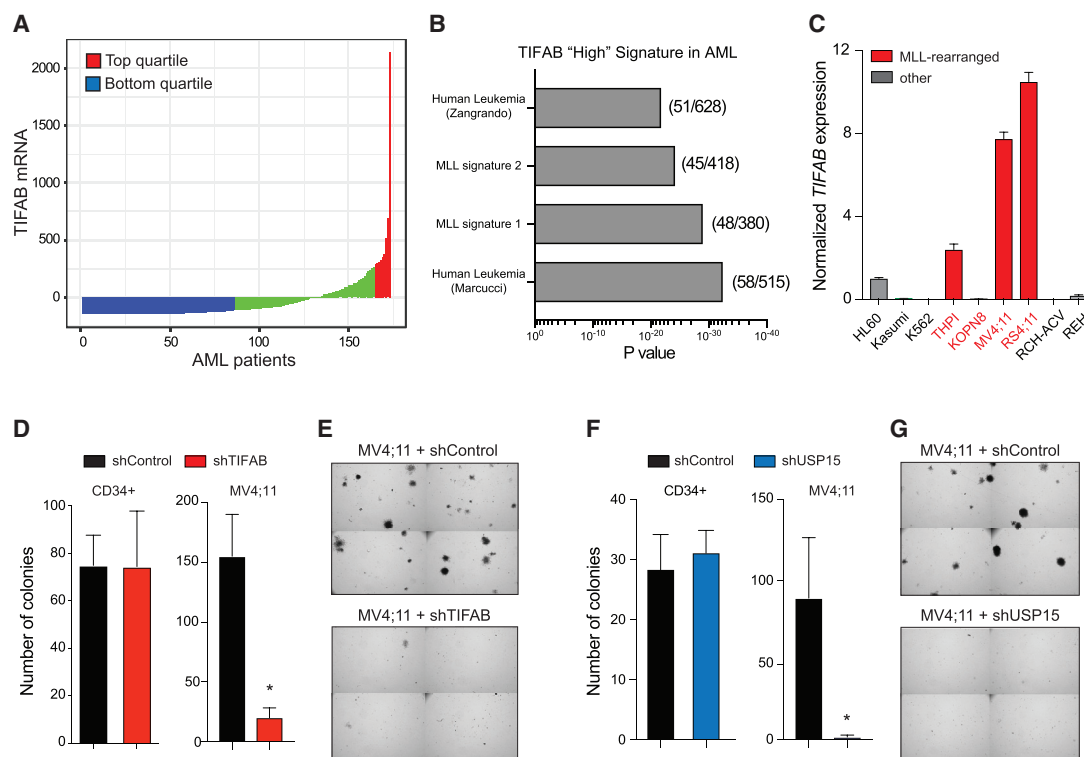 A
Top quartile
Bottom quartile
2000
1500
1000
500
0
TIFAB mRNA
0
50
100
150
AML patients
B
TIFAB “High” Signature in AML
Human Leukemia
(Zangrando)
(51/628)
MLL signature 2
(45/418)
MLL signature 1
(48/380)
Human Leukemia
(Marcucci)
(58/515)
10⁰
10⁻¹⁰
10⁻²⁰
10⁻³⁰
10⁻⁴⁰
P value
C
MLL-rearranged
other
12
8
4
0
Normalized TIFAB expression
HL60
Kasumi
K562
THPI
KOPN8
MV4;11
RS4;11
RCH-ACV
REH
D
shControl
shTIFAB
CD34+
100
80
60
40
20
0
Number of colonies
MV4;11
200
150
100
50
0
*
E
MV4;11 + shControl
MV4;11 + shTIFAB
F
shControl
shUSP15
CD34+
40
30
20
10
0
Number of colonies
MV4;11
150
100
50
0
*
G
MV4;11 + shControl
MV4;11 + shUSP15